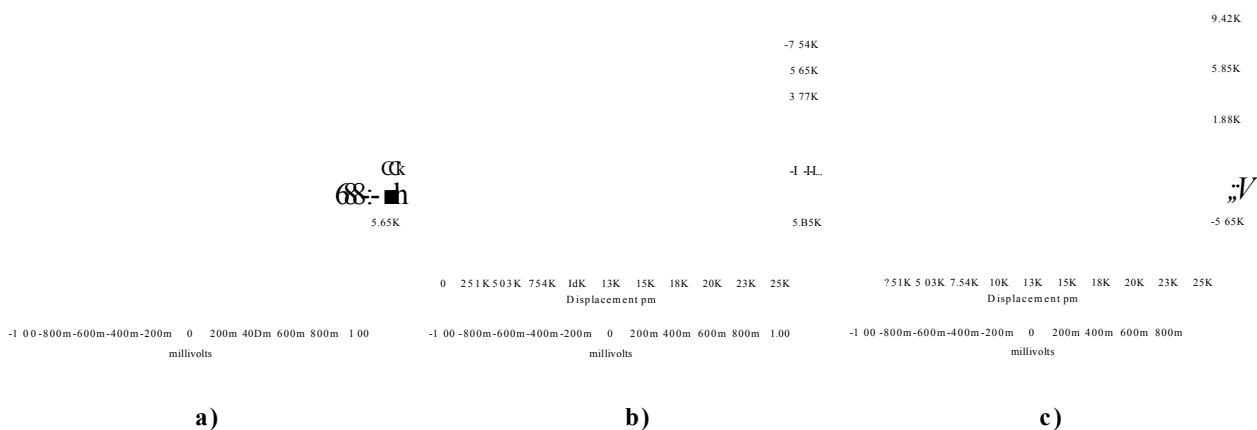 9.42K
-7 54K
5 65K
5.85K
3 77K
1.88K
-5 65K
5.65K
5.B5K
0 251K 503K 754K IdK 13K 15K 18K 20K 23K 25K
?51K 5 03K 7.54K 10K 13K 15K 18K 20K 23K 25K
Displacement pm
Displacement pm
-1 00 -800m -600m -400m -200m 0 200m 40Dm 600m 800m 1 00
-1 00 -800m -600m -400m -200m 0 200m 400m 600m 800m 1.00
-1 00 -800m -600m -400m -200m 0 200m 400m 600m 800m
millivolts
millivolts
millivolts
a)
b)
c)